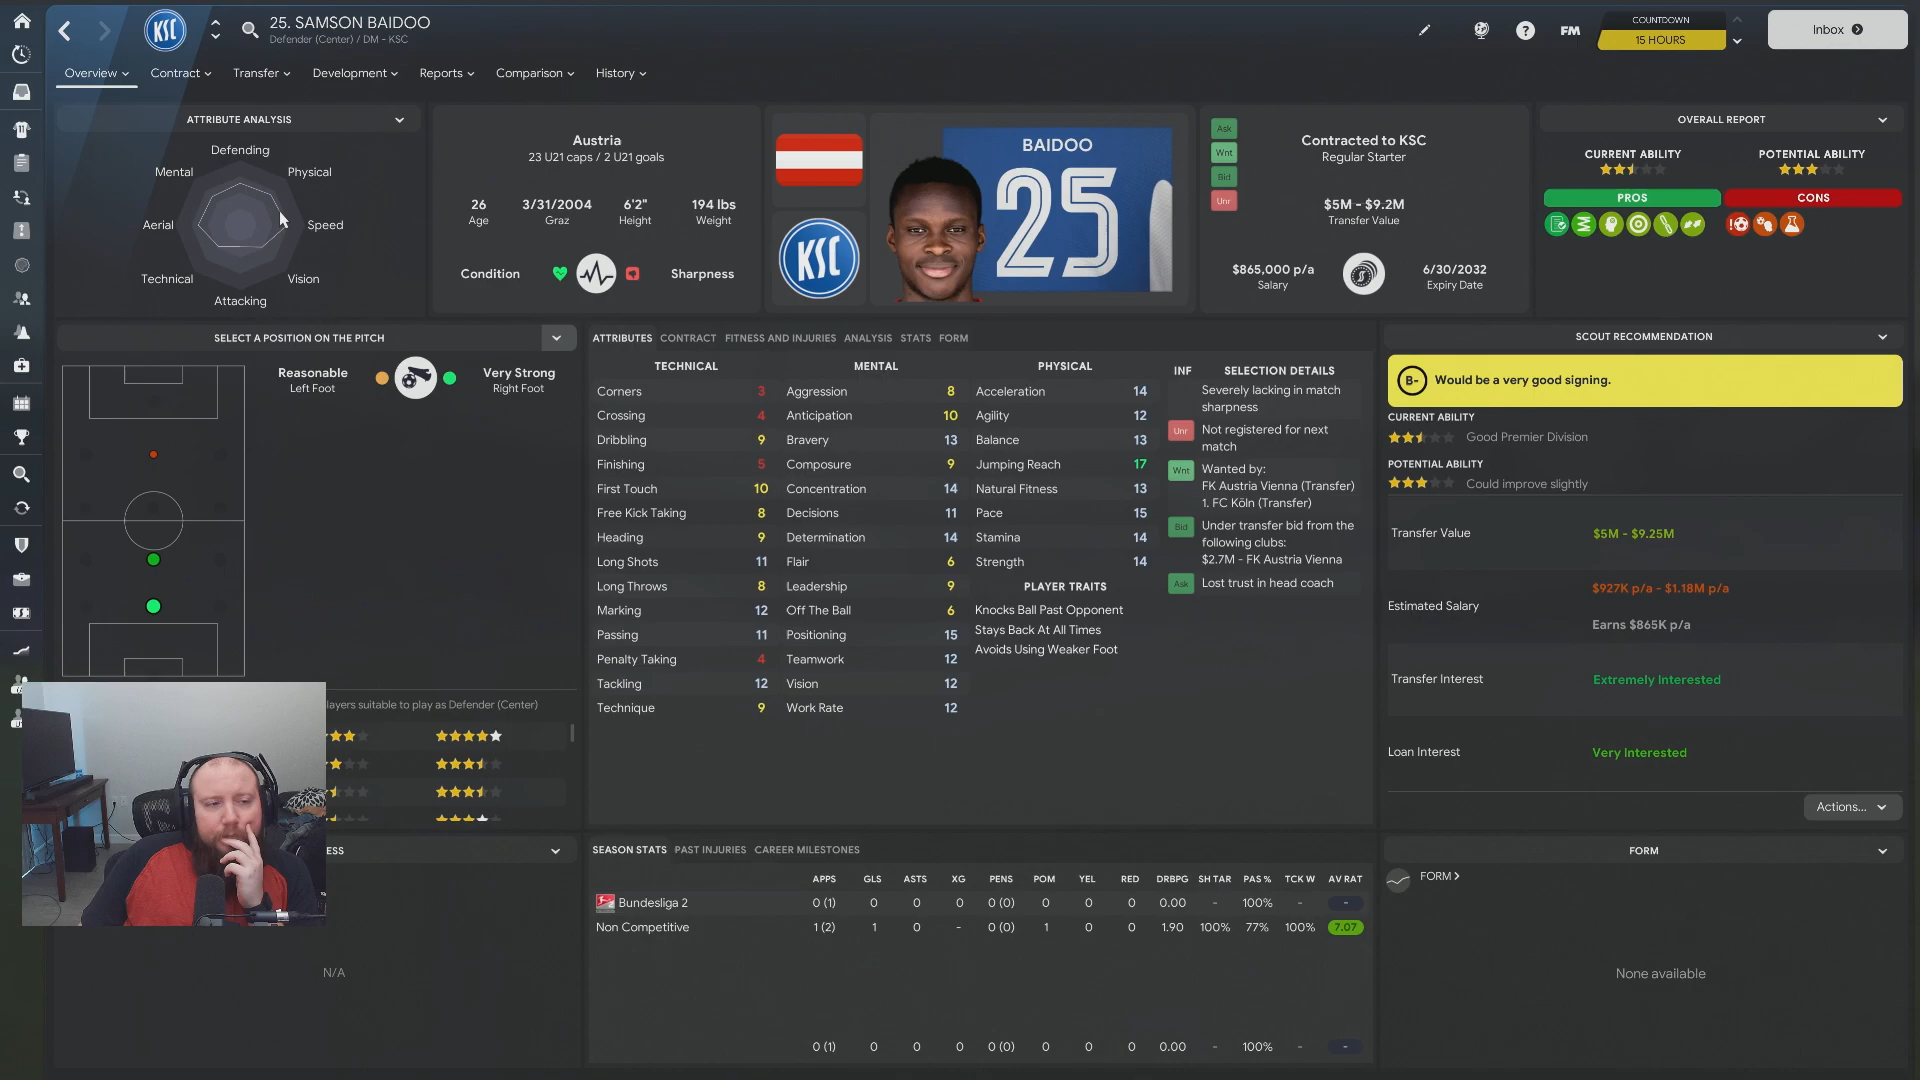 KSC
25. SAMSON BAIDOO
Defender (Center) / DM - KSC
FM
COUNTDOWN
15 HOURS
Inbox
Overview
Contract
Transfer
Development
Reports
Comparison
History
ATTRIBUTE ANALYSIS
Defending
Mental
Physical
Aerial
Speed
Technical
Vision
Attacking
Austria
23 U21 caps / 2 U21 goals
26
Age
3/31/2004
Graz
6'2"
Height
194 lbs
Weight
Condition
Sharpness
KSC
BAIDOO
25
Ask
Wnt
Bid
Unr
Contracted to KSC
Regular Starter
$5M - $9.2M
Transfer Value
$865,000 p/a
Salary
6/30/2032
Expiry Date
OVERALL REPORT
CURRENT ABILITY
POTENTIAL ABILITY
PROS
CONS
SELECT A POSITION ON THE PITCH
Reasonable
Left Foot
Very Strong
Right Foot
layers suitable to play as Defender (Center)
ESS
N/A
ATTRIBUTES CONTRACT FITNESS AND INJURIES ANALYSIS STATS FORM
TECHNICAL
Corners 3
Crossing 4
Dribbling 9
Finishing 5
First Touch 10
Free Kick Taking 8
Heading 9
Long Shots 11
Long Throws 8
Marking 12
Passing 11
Penalty Taking 4
Tackling 12
Technique 9
MENTAL
Aggression 8
Anticipation 10
Bravery 13
Composure 9
Concentration 14
Decisions 11
Determination 14
Flair 6
Leadership 9
Off The Ball 6
Positioning 15
Teamwork 12
Vision 12
Work Rate 12
PHYSICAL
Acceleration 14
Agility 12
Balance 13
Jumping Reach 17
Natural Fitness 13
Pace 15
Stamina 14
Strength 14
PLAYER TRAITS
Knocks Ball Past Opponent
Stays Back At All Times
Avoids Using Weaker Foot
INF SELECTION DETAILS
Severely lacking in match
sharpness
Unr Not registered for next
match
Wnt Wanted by:
FK Austria Vienna (Transfer)
1. FC Köln (Transfer)
Bid Under transfer bid from the
following clubs:
$2.7M - FK Austria Vienna
Ask Lost trust in head coach
SCOUT RECOMMENDATION
B- Would be a very good signing.
CURRENT ABILITY
Good Premier Division
POTENTIAL ABILITY
Could improve slightly
Transfer Value $5M - $9.25M
Estimated Salary
$927K p/a - $1.18M p/a
Earns $865K p/a
Transfer Interest Extremely Interested
Loan Interest Very Interested
Actions...
SEASON STATS PAST INJURIES CAREER MILESTONES
APPS GLS ASTS XG PENS POM YEL RED DRBPG SH TAR PAS % TCK W AV RAT
Bundesliga 2 0 (1) 0 0 0 0 (0) 0 0 0 0.00 - 100% - -
Non Competitive 1 (2) 1 0 - 0 (0) 1 0 0 1.90 100% 77% 100% 7.07
0 (1) 0 0 0 0 (0) 0 0 0 0.00 - 100% - -
FORM
FORM >
None available